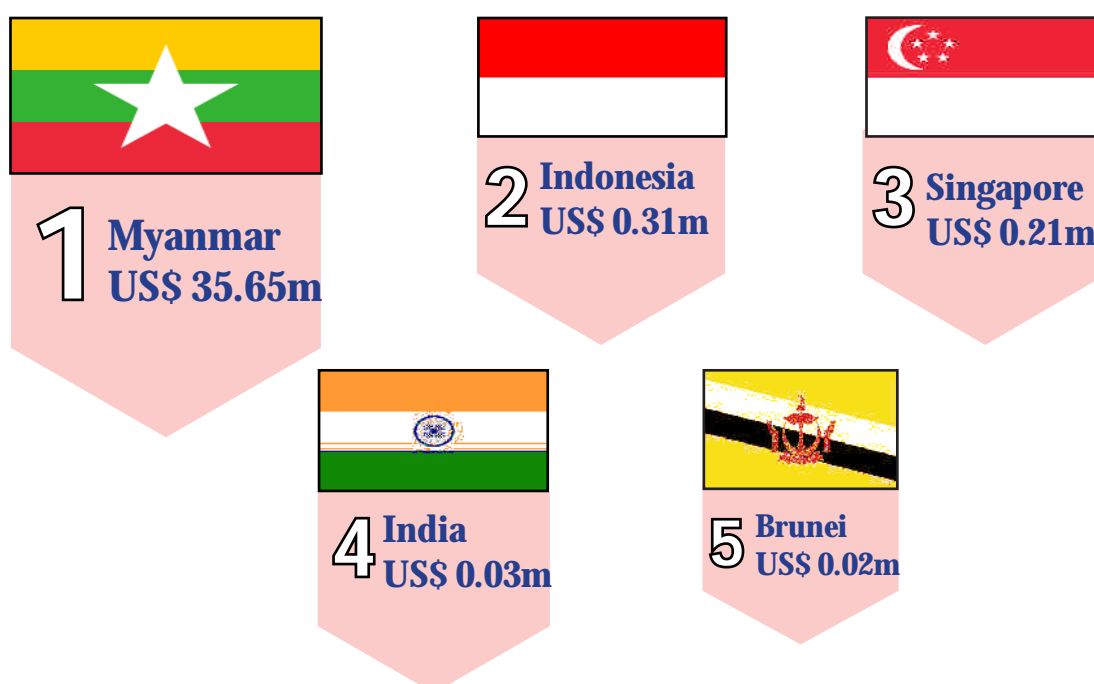 1
Myanmar
US$ 35.65m
2
Indonesia
US$ 0.31m
3
Singapore
US$ 0.21m
4
India
US$ 0.03m
5
Brunei
US$ 0.02m